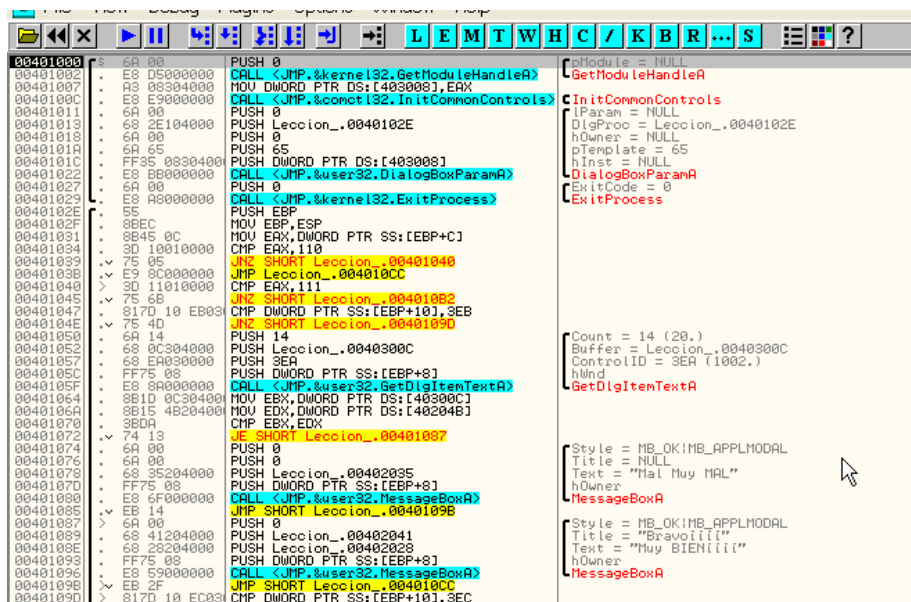 File Debug Plugins Options Window Help
L E M T W H C / K B R ... S ?
00401000 $ 6A 00 PUSH 0 pModule = NULL
00401002 . E8 D5000000 CALL <JMP.&kernel32.GetModuleHandleA> GetModuleHandleA
00401007 . A3 08304000 MOV DWORD PTR DS:[403008],EAX
0040100C . E8 E9000000 CALL <JMP.&comctl32.InitCommonControls> InitCommonControls
00401011 . 6A 00 PUSH 0 lParam = NULL
00401013 . 68 2E104000 PUSH Leccion_.0040102E DlgProc = Leccion_.0040102E
00401018 . 6A 00 PUSH 0 hOwner = NULL
0040101A . 6A 65 PUSH 65 pTemplate = 65
0040101C . FF35 08304000 PUSH DWORD PTR DS:[403008] hInst = NULL
00401022 . E8 BB000000 CALL <JMP.&user32.DialogBoxParamA> DialogBoxParamA
00401027 . 6A 00 PUSH 0 ExitCode = 0
00401029 . E8 A8000000 CALL <JMP.&kernel32.ExitProcess> ExitProcess
0040102E . 55 PUSH EBP
0040102F . 8BEC MOV EBP,ESP
00401031 . 8B45 0C MOV EAX,DWORD PTR SS:[EBP+C]
00401034 . 3D 10010000 CMP EAX,110
00401039 .v 75 05 JNZ SHORT Leccion_.00401040
0040103B .v E9 8C000000 JMP Leccion_.004010CC
00401040 > 3D 11010000 CMP EAX,111
00401045 .v 75 6B JNZ SHORT Leccion_.004010B2
00401047 . 817D 10 EB03 CMP DWORD PTR SS:[EBP+10],3EB
0040104E .v 75 4D JNZ SHORT Leccion_.0040109D
00401050 . 6A 14 PUSH 14 Count = 14 (20.)
00401052 . 68 0C304000 PUSH Leccion_.0040300C Buffer = Leccion_.0040300C
00401057 . 68 EA030000 PUSH 3EA ControlID = 3EA (1002.)
0040105C . FF75 08 PUSH DWORD PTR SS:[EBP+8] hWnd
0040105F . E8 8A000000 CALL <JMP.&user32.GetDlgItemTextA> GetDlgItemTextA
00401064 . 8B1D 0C304000 MOV EBX,DWORD PTR DS:[40300C]
0040106A . 8B15 4B204000 MOV EDX,DWORD PTR DS:[40204B]
00401070 . 3BDA CMP EBX,EDX
00401072 .v 74 13 JE SHORT Leccion_.00401087
00401074 . 6A 00 PUSH 0 Style = MB_OK|MB_APPLMODAL
00401076 . 6A 00 PUSH 0 Title = NULL
00401078 . 68 35204000 PUSH Leccion_.00402035 Text = "Mal Muy MAL"
0040107D . FF75 08 PUSH DWORD PTR SS:[EBP+8] hOwner
00401080 . E8 6F000000 CALL <JMP.&user32.MessageBoxA> MessageBoxA
00401085 .v EB 14 JMP SHORT Leccion_.0040109B
00401087 > 6A 00 PUSH 0 Style = MB_OK|MB_APPLMODAL
00401089 . 68 41204000 PUSH Leccion_.00402041 Title = "Bravo¡¡¡¡"
0040108E . 68 28204000 PUSH Leccion_.00402028 Text = "Muy BIEN¡¡¡¡"
00401093 . FF75 08 PUSH DWORD PTR SS:[EBP+8] hOwner
00401096 . E8 59000000 CALL <JMP.&user32.MessageBoxA> MessageBoxA
0040109B >v EB 2F JMP SHORT Leccion_.004010CC
0040109D > 817D 10 EC03 CMP DWORD PTR SS:[EBP+10],3EC